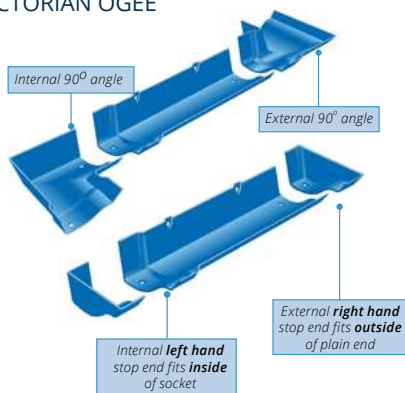 CTORIAN OGEE
Internal 90⁰ angle
External 90° angle
External right hand
stop end fits outside
of plain end
Internal left hand
stop end fits inside
of socket